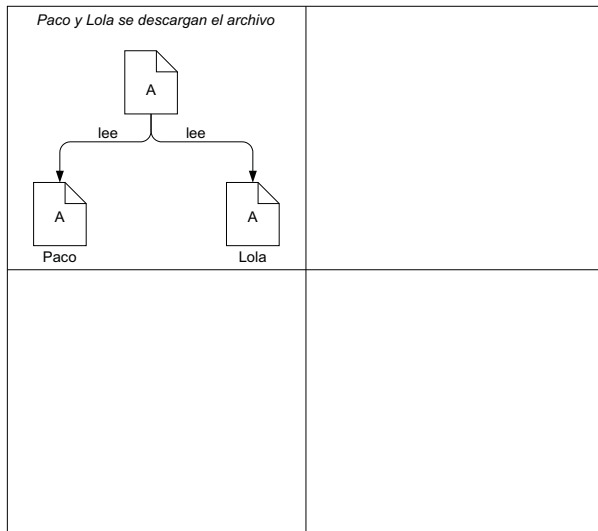 Paco y Lola se descargan el archivo
A
lee lee
A A
Paco Lola